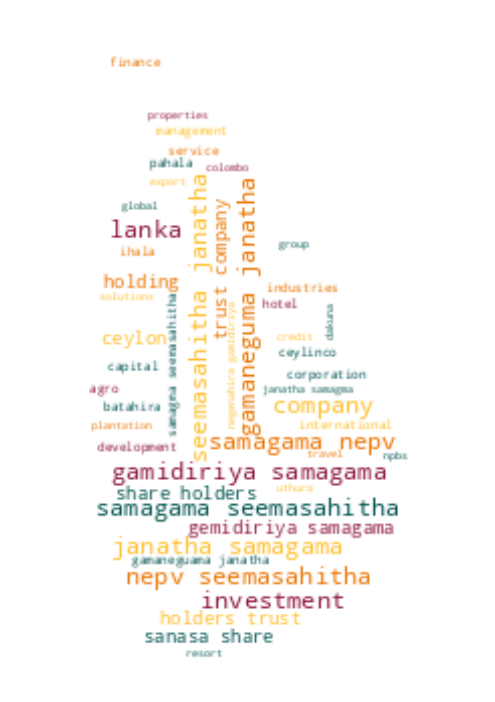 finance
properties
management
service
pahala
colombo
export
global
lanka
ihala
group
holding
solutions
industries
hotel
seemasahitha janatha
trust company
gamaneguma janatha
samagma seemasahitha
negenahira gamidiriya
dakuna
ceylon
credit
ceylinco
capital
corporation
agro
janatha samagma
batahira
company
plantation
international
development
samagama nepv
travel
npbs
gamidiriya samagama
share holders
uthura
samagama seemasahitha
gemidiriya samagama
janatha samagama
gamaneguama janatha
nepv seemasahitha
investment
holders trust
sanasa share
resort